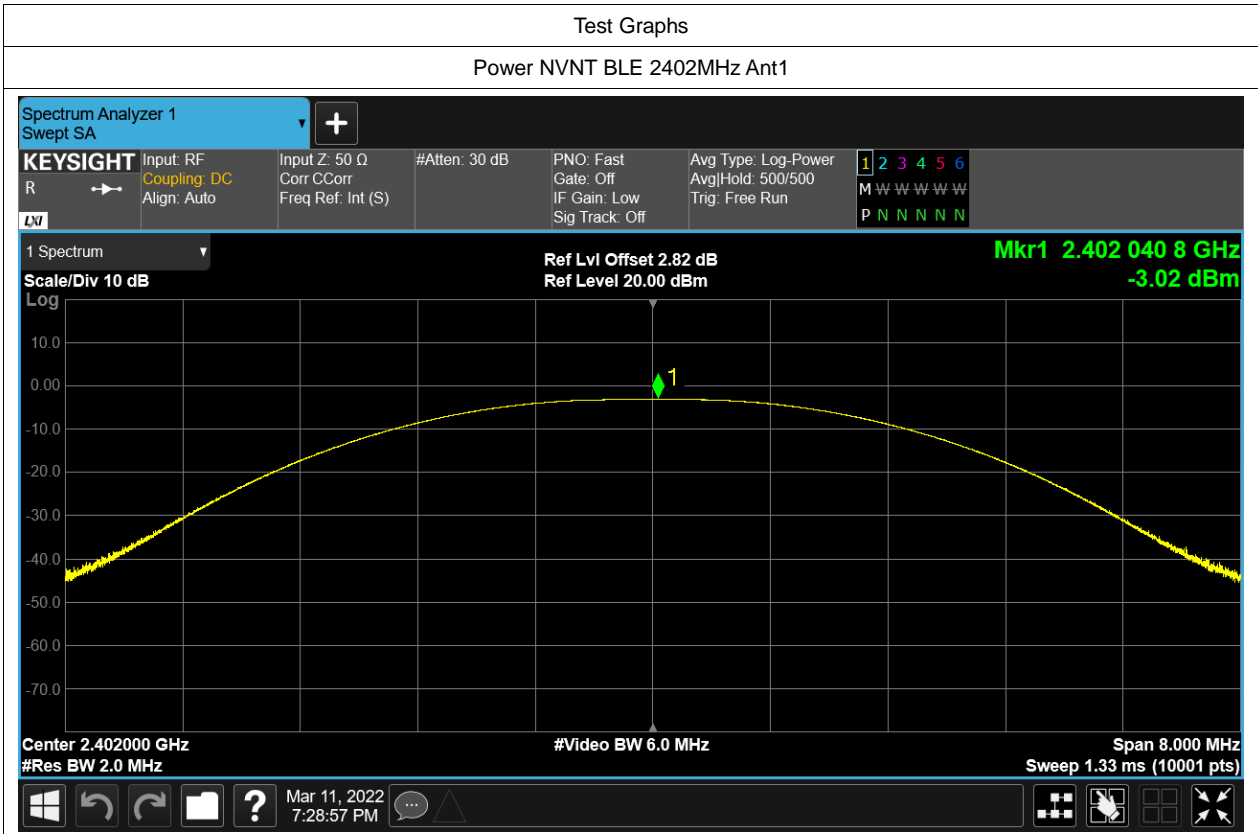 Test Graphs
Power NVNT BLE 2402MHz Ant1
Spectrum Analyzer 1
Swept SA
KEYSIGHT Input: RF Input Z: 50 Ω #Atten: 30 dB PNO: Fast Avg Type: Log-Power 1 2 3 4 5 6
R Coupling: DC Corr CCorr Gate: Off Avg|Hold: 500/500 M W W W W W W
Align: Auto Freq Ref: Int (S) IF Gain: Low Trig: Free Run
LXI Sig Track: Off P N N N N N N
1 Spectrum Ref Lvl Offset 2.82 dB Mkr1 2.402 040 8 GHz
Scale/Div 10 dB Ref Level 20.00 dBm -3.02 dBm
Log
10.0
0.00
1
-10.0
-20.0
-30.0
-40.0
-50.0
-60.0
-70.0
Center 2.402000 GHz #Video BW 6.0 MHz Span 8.000 MHz
#Res BW 2.0 MHz Sweep 1.33 ms (10001 pts)
? Mar 11, 2022
7:28:57 PM